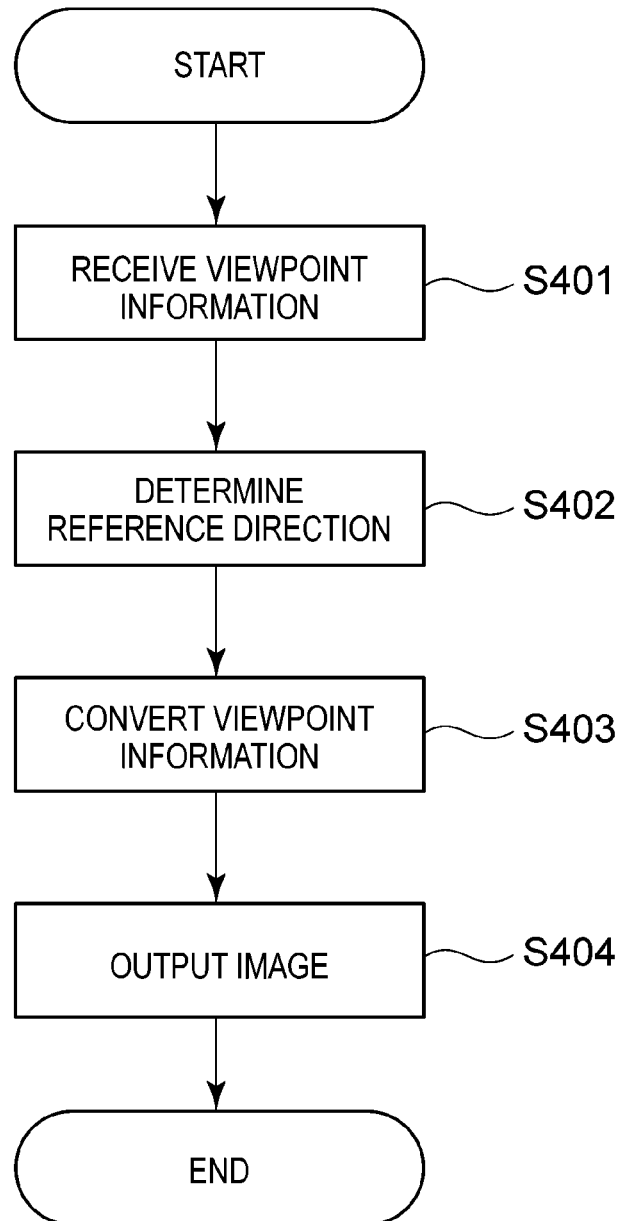 START
RECEIVE VIEWPOINT
INFORMATION
S401
DETERMINE
REFERENCE DIRECTION
S402
CONVERT VIEWPOINT
INFORMATION
S403
OUTPUT IMAGE
S404
END